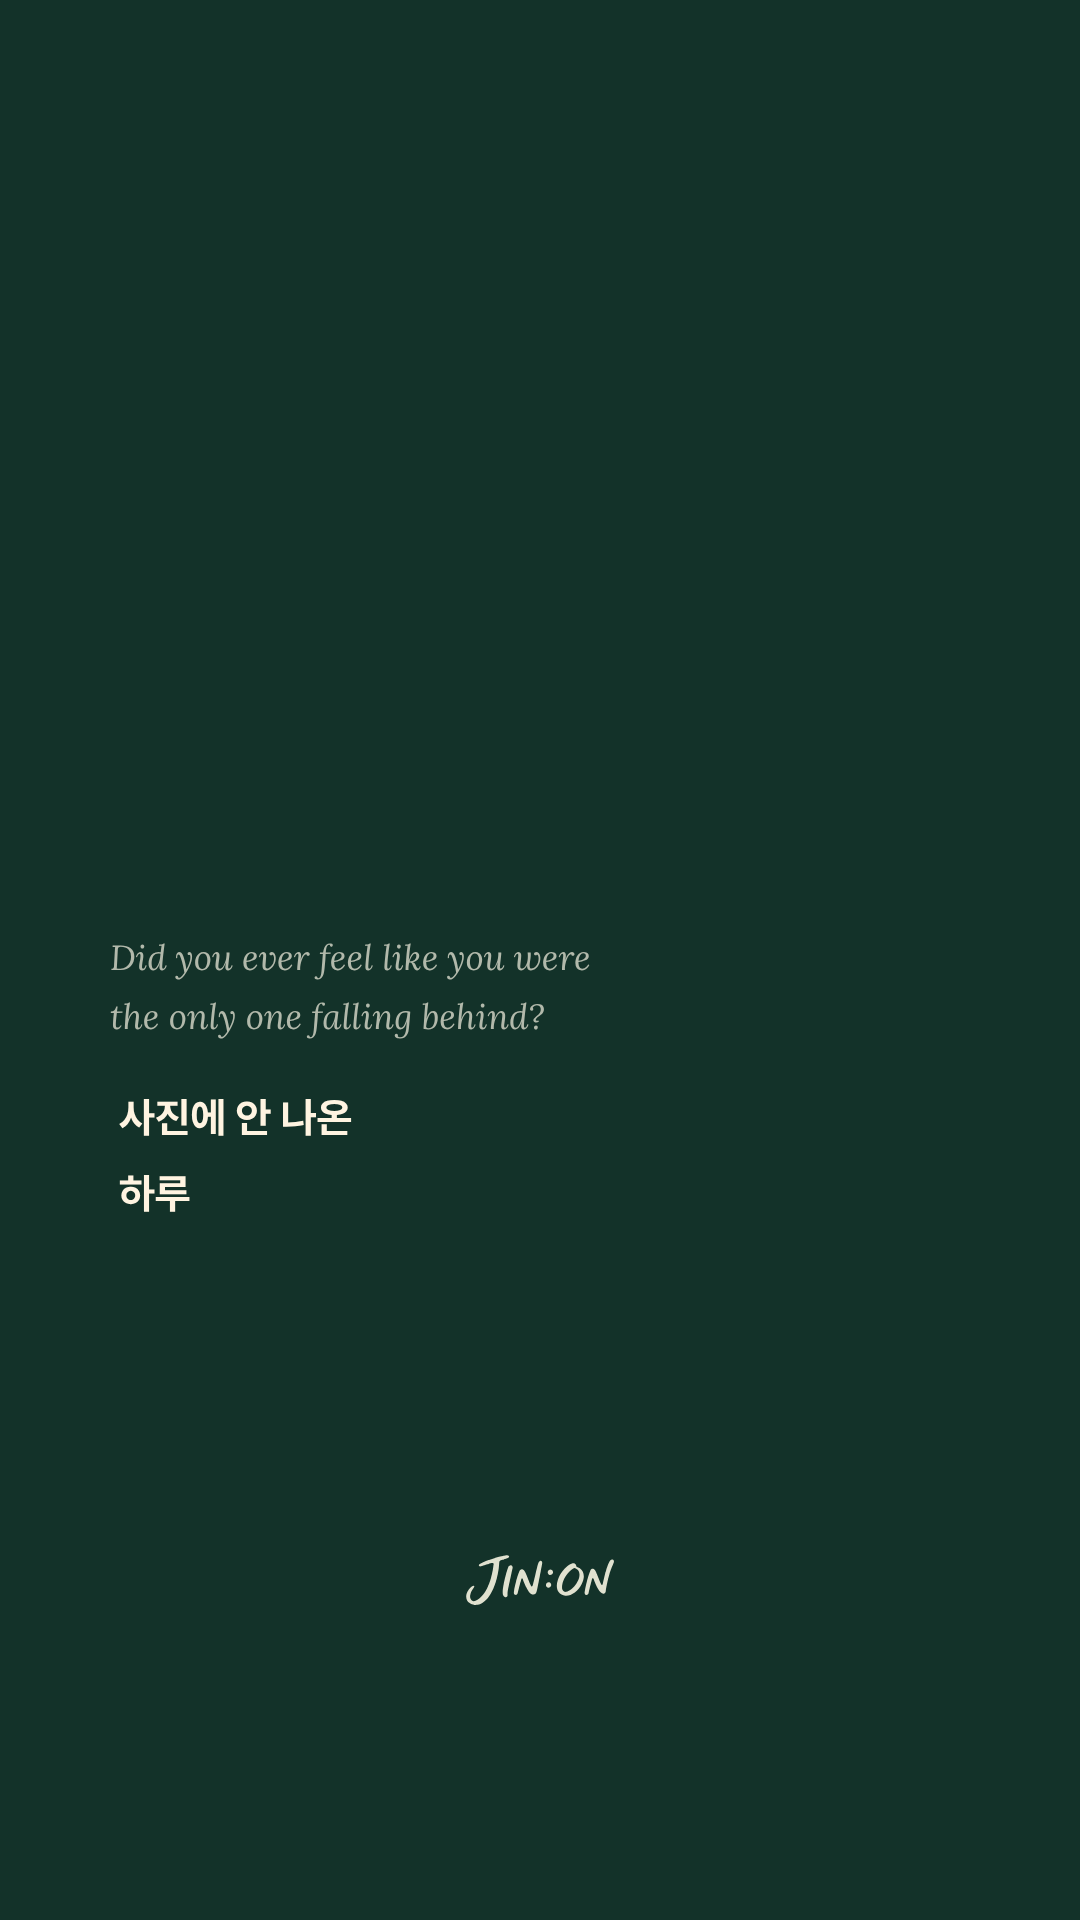 Did you ever feel like you were
the only one falling behind?
사진에 안 나온
하루
JIN:ON